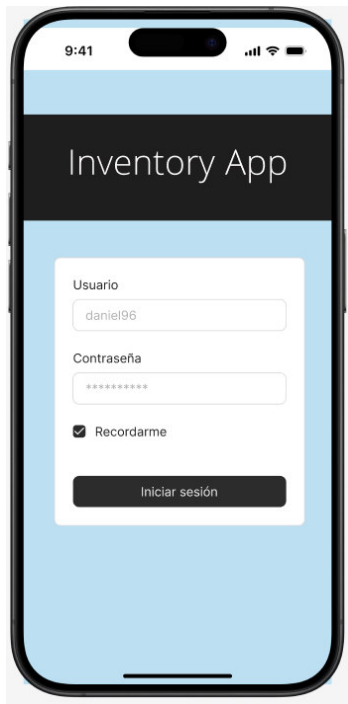 9:41
Inventory App
Usuario
daniel96
Contraseña
**********
Recordarme
Iniciar sesión